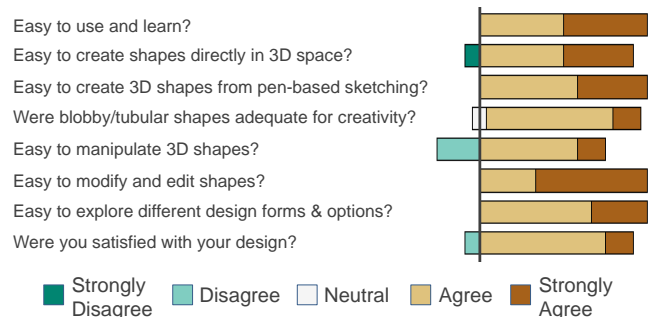 Easy to use and learn?
Easy to create shapes directly in 3D space?
Easy to create 3D shapes from pen-based sketching?
Were blobby/tubular shapes adequate for creativity?
Easy to manipulate 3D shapes?
Easy to modify and edit shapes?
Easy to explore different design forms & options?
Were you satisfied with your design?
Strongly Disagree
Disagree
Neutral
Agree
Strongly Agree